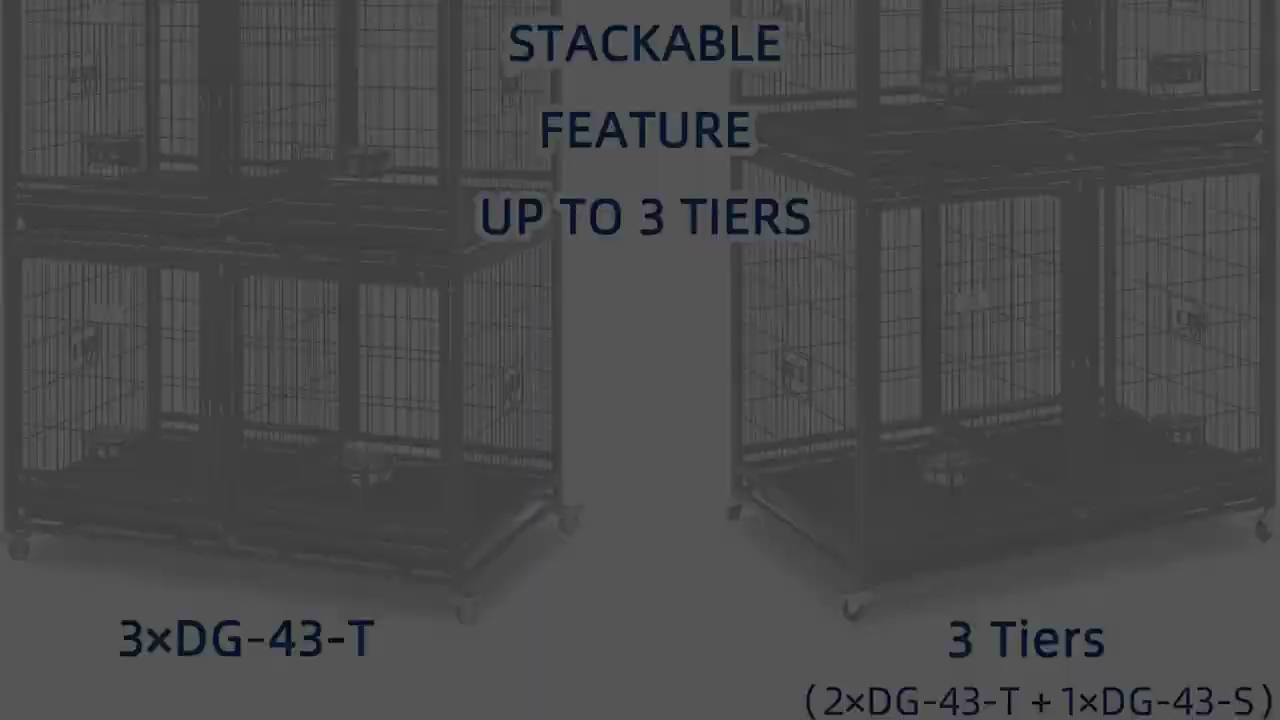 STACKABLE
FEATURE
UP TO 3 TIERS
3×DG-43-T
3 Tiers
(2×DG-43-T + 1×DG-43-S)